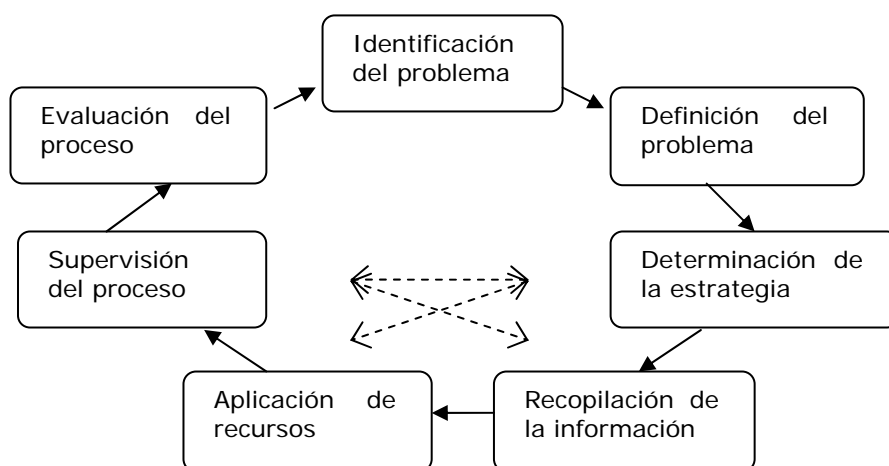 Identificación
del problema
Evaluación del
proceso
Definición del
problema
Supervisión
del proceso
Determinación de
la estrategia
Aplicación de
recursos
Recopilación de
la información